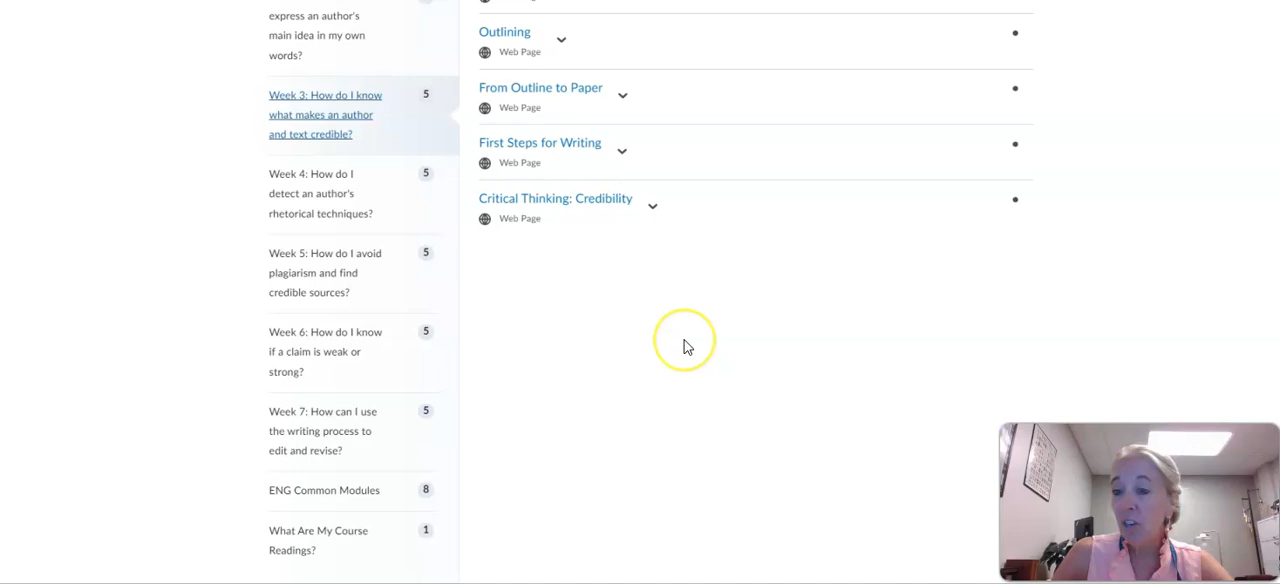 express an author's
main idea in my own
words?
Week 3: How do I know
what makes an author
and text credible?
5
Week 4: How do I
detect an author's
rhetorical techniques?
5
Week 5: How do I avoid
plagiarism and find
credible sources?
5
Week 6: How do I know
if a claim is weak or
strong?
5
Week 7: How can I use
the writing process to
edit and revise?
5
ENG Common Modules
8
What Are My Course
Readings?
1
Outlining
Web Page
From Outline to Paper
Web Page
First Steps for Writing
Web Page
Critical Thinking: Credibility
Web Page